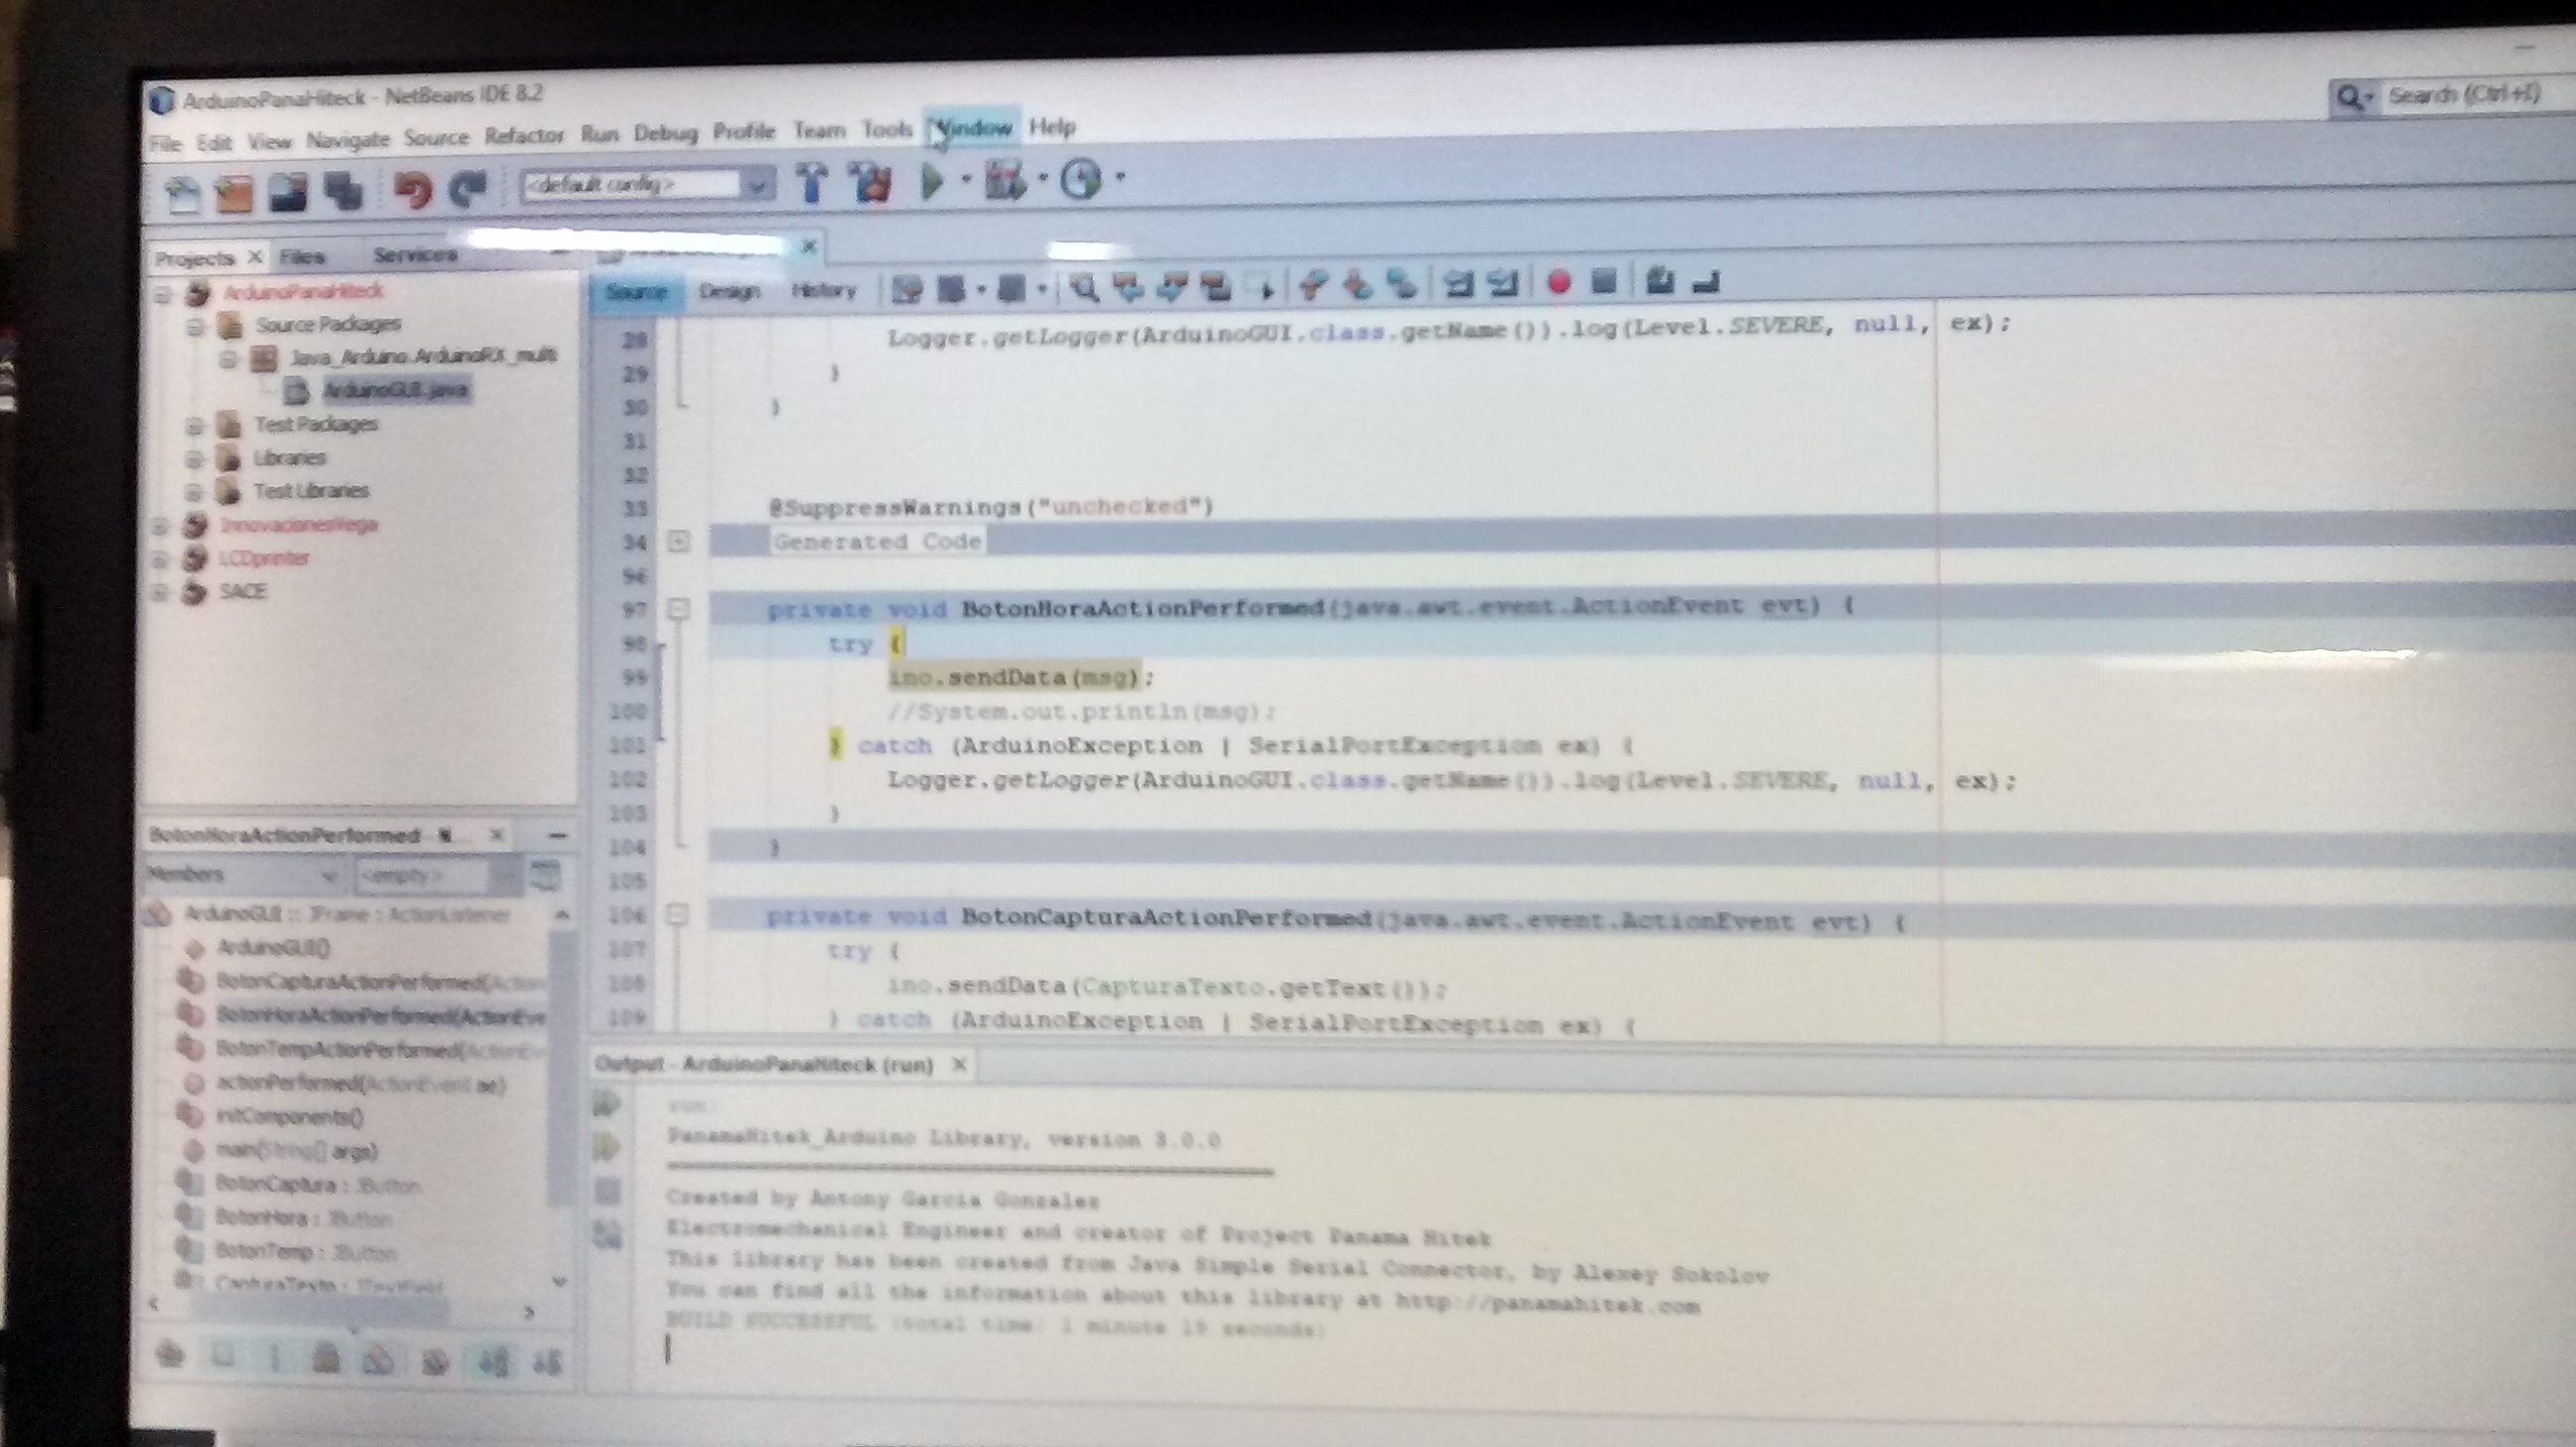 ArduinoPanaHiteck - NetBeans IDE 8.2
Search (Ctrl+I)
File Edit View Navigate Source Refactor Run Debug Profile Team Tools Window Help
<default config>
Projects Files Services
ArduinoPanaHiteck
Source Packages
Java_Arduino.ArduinoRX_multi
ArduinoGUI.java
Test Packages
Libraries
Test Libraries
InnovacionesVega
LCDprinter
SACE
Source Design History
28 Logger.getLogger(ArduinoGUI.class.getName()).log(Level.SEVERE, null, ex);
29 }
30 }
31
32
33 @SuppressWarnings("unchecked")
34 Generated Code
96
97 private void BotonHoraActionPerformed(java.awt.event.ActionEvent evt) {
98 try {
99 ino.sendData(msg);
100 //System.out.println(msg);
101 } catch (ArduinoException | SerialPortException ex) {
102 Logger.getLogger(ArduinoGUI.class.getName()).log(Level.SEVERE, null, ex);
103 }
104 }
105
106 private void BotonCapturaActionPerformed(java.awt.event.ActionEvent evt) {
107 try {
108 ino.sendData(CapturaTexto.getText());
109 } catch (ArduinoException | SerialPortException ex) {
BotonHoraActionPerformed - N...
Members <empty>
ArduinoGUI :: JFrame : ActionListener
ArduinoGUI()
BotonCapturaActionPerformed(Action
BotonHoraActionPerformed(ActionEve
BotonTempActionPerformed(ActionEv
actionPerformed(ActionEvent ae)
initComponents()
main(String[] args)
BotonCaptura : JButton
BotonHora : JButton
BotonTemp : JButton
CapturaTexto : JTextField
Output - ArduinoPanaHiteck (run)
run:
PanamaHitek_Arduino Library, version 3.0.0
Created by Antony Garcia Gonzalez
Electromechanical Engineer and creator of Project Panama Hitek
This library has been created from Java Simple Serial Connector, by Alexey Sokolov
You can find all the information about this library at http://panamahitek.com
BUILD SUCCESSFUL (total time: 1 minute 19 seconds)